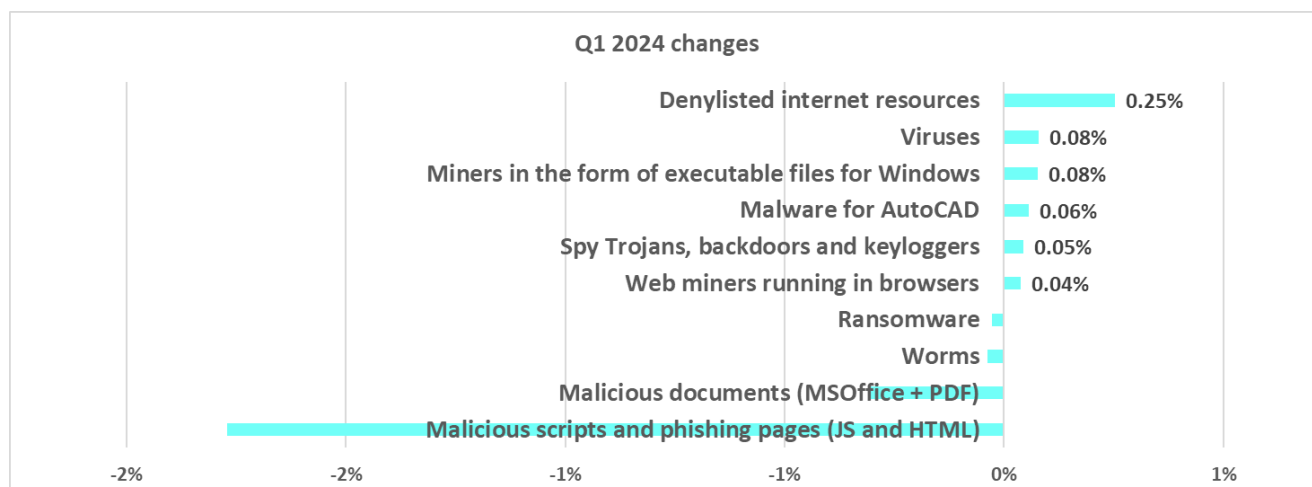 Q1 2024 changes
Denylisted internet resources 0.25%
Viruses 0.08%
Miners in the form of executable files for Windows 0.08%
Malware for AutoCAD 0.06%
Spy Trojans, backdoors and keyloggers 0.05%
Web miners running in browsers 0.04%
Ransomware
Worms
Malicious documents (MSOffice + PDF)
Malicious scripts and phishing pages (JS and HTML)
-2% -2% -1% -1% 0% 1%